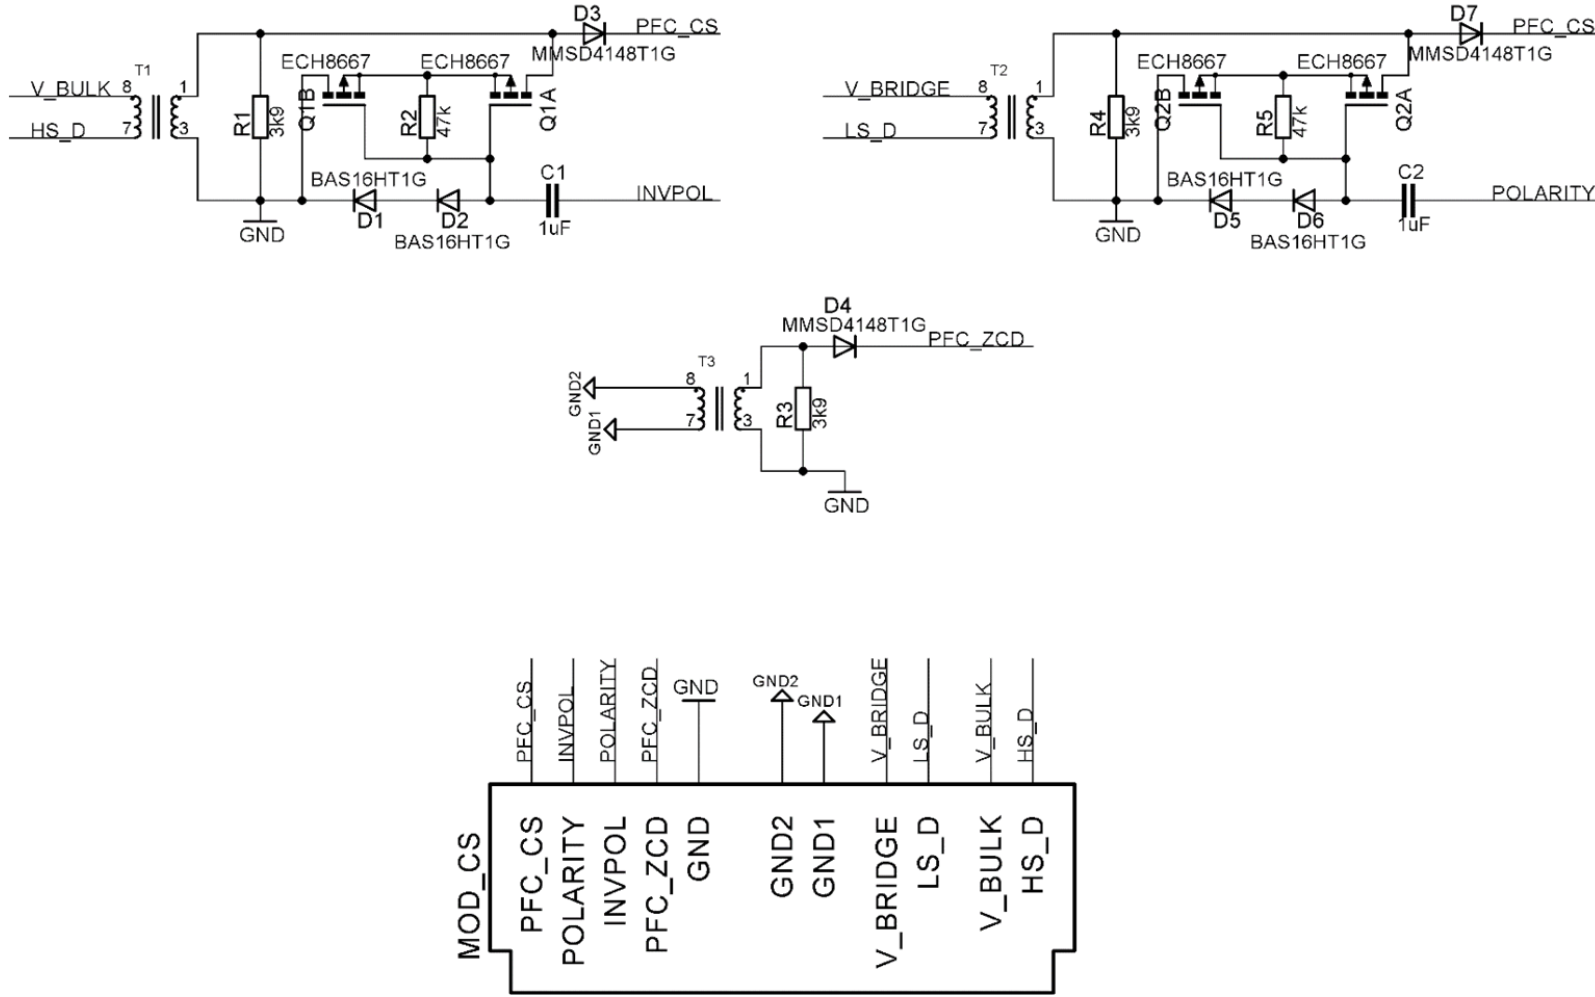 D3
PFC_CS
MMSD4148T1G
ECH8667
ECH8667
T1
V_BULK
8
1
HS_D
7
3
R1
3k9
Q1B
R2
47k
Q1A
BAS16HT1G
D1
D2
BAS16HT1G
C1
1uF
INVPOL
GND
D7
PFC_CS
MMSD4148T1G
ECH8667
ECH8667
T2
V_BRIDGE
8
1
LS_D
7
3
R4
3k9
Q2B
R5
47k
Q2A
BAS16HT1G
D5
D6
BAS16HT1G
C2
1uF
POLARITY
GND
D4
MMSD4148T1G
PFC_ZCD
T3
GND2
8
1
GND1
7
3
R3
3k9
GND
PFC_CS
INVPOL
POLARITY
PFC_ZCD
GND
GND2
GND1
V_BRIDGE
LS_D
V_BULK
HS_D
MOD_CS
PFC_CS
POLARITY
INVPOL
PFC_ZCD
GND
GND2
GND1
V_BRIDGE
LS_D
V_BULK
HS_D